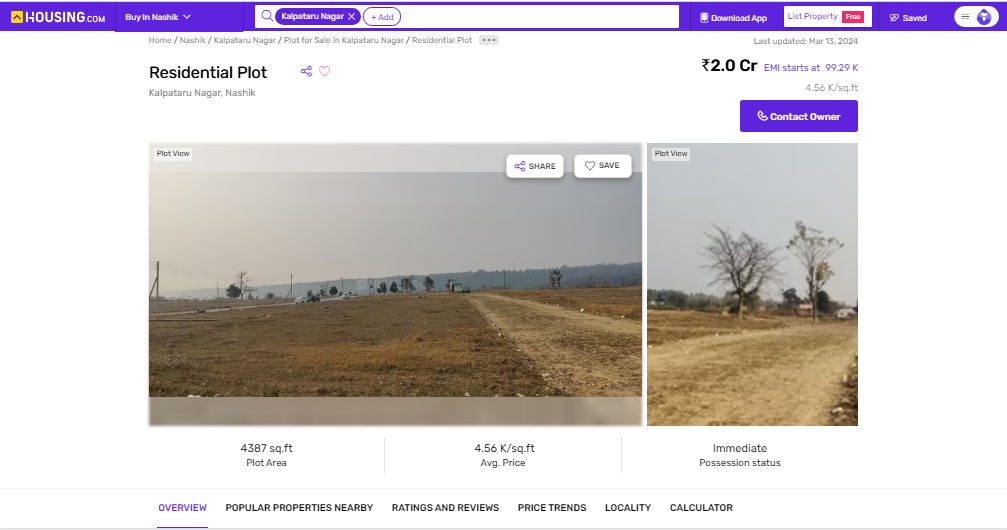 HOUSING.COM
Buy In Nashik
Kalpataru Nagar
+ Add
Download App
List Property Free
Saved
Home / Nashik / Kalpataru Nagar / Plot for Sale in Kalpataru Nagar / Residential Plot
Last updated: Mar 13, 2024
Residential Plot
₹2.0 Cr EMI starts at 99.29 K
Kalpataru Nagar, Nashik
4.56 K/sq.ft
Contact Owner
Plot View
SHARE
SAVE
Plot View
4387 sq.ft
Plot Area
4.56 K/sq.ft
Avg. Price
Immediate
Possession status
OVERVIEW POPULAR PROPERTIES NEARBY RATINGS AND REVIEWS PRICE TRENDS LOCALITY CALCULATOR